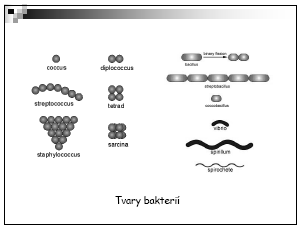 coccus
diplococcus
streptococcus
tetrad
staphylococcus
sarcina
binary fission
bacillus
streptobacillus
coccobacillus
vibrio
spirillum
spirochete
Tvary bakterií